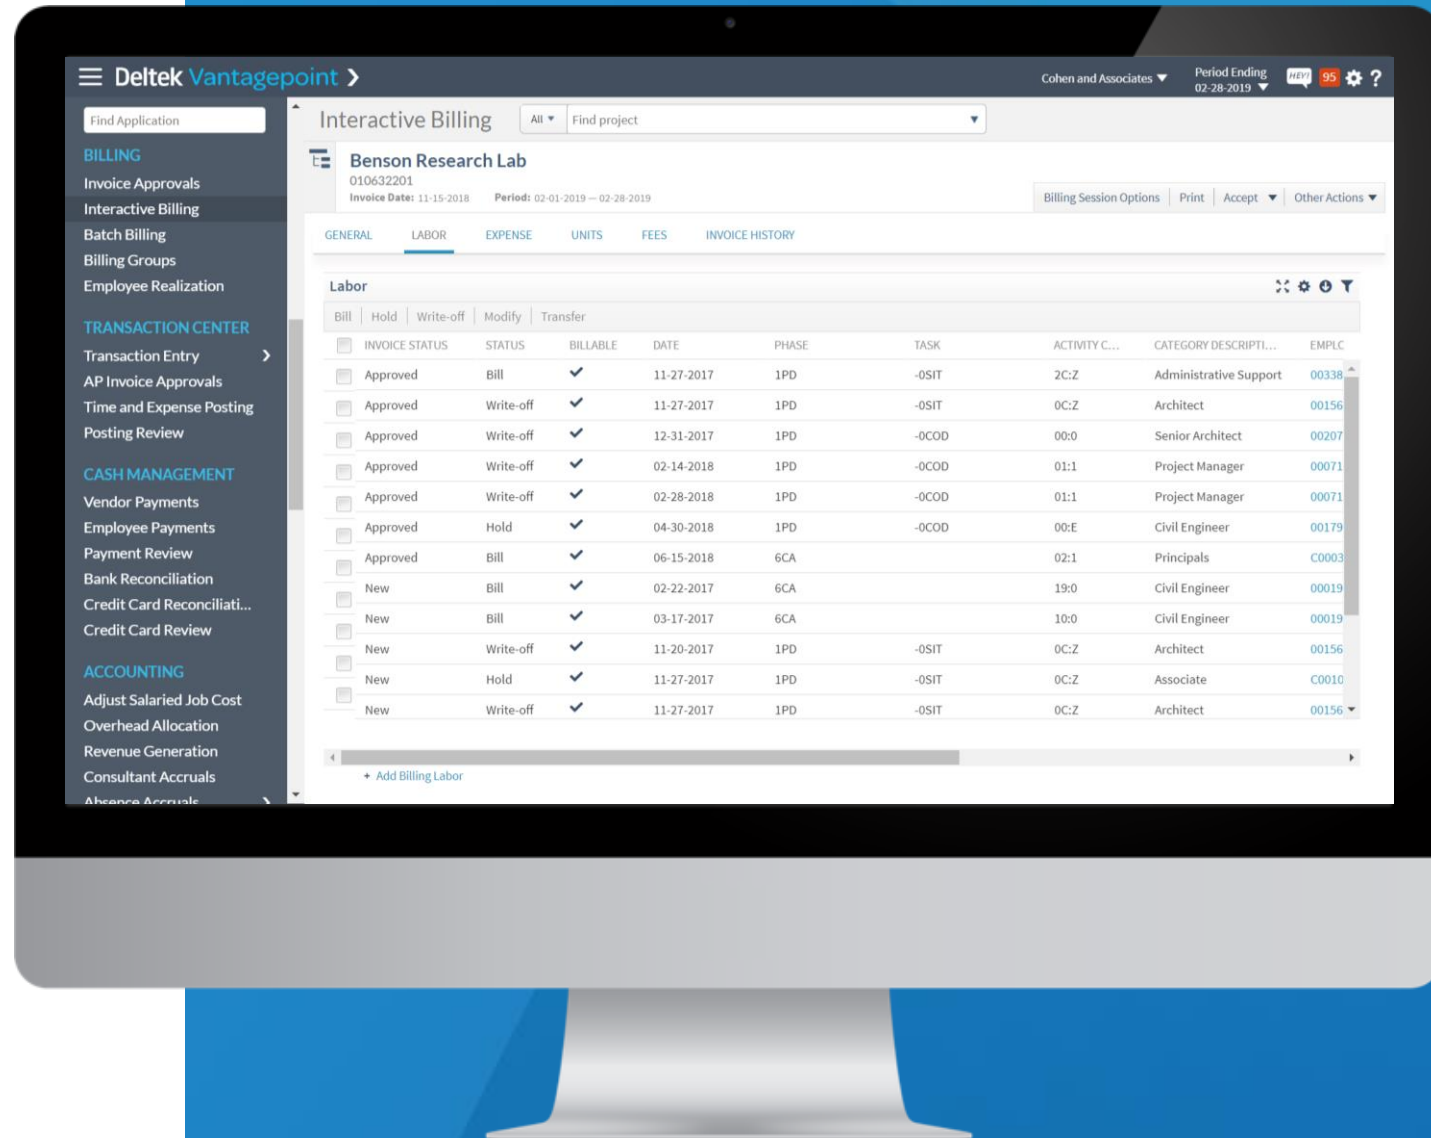 Deltek Vantagepoint
Cohen and Associates
Period Ending
02-28-2019
HEY!
95
?
Find Application
BILLING
Invoice Approvals
Interactive Billing
Batch Billing
Billing Groups
Employee Realization
TRANSACTION CENTER
Transaction Entry
AP Invoice Approvals
Time and Expense Posting
Posting Review
CASH MANAGEMENT
Vendor Payments
Employee Payments
Payment Review
Bank Reconciliation
Credit Card Reconciliati...
Credit Card Review
ACCOUNTING
Adjust Salaried Job Cost
Overhead Allocation
Revenue Generation
Consultant Accruals
Absence Accruals
Interactive Billing
All
Find project
Benson Research Lab
010632201
Invoice Date: 11-15-2018 Period: 02-01-2019 — 02-28-2019
Billing Session Options Print Accept Other Actions
GENERAL LABOR EXPENSE UNITS FEES INVOICE HISTORY
Labor
Bill Hold Write-off Modify Transfer
INVOICE STATUS STATUS BILLABLE DATE PHASE TASK ACTIVITY C... CATEGORY DESCRIPTI... EMPLC
Approved Bill 11-27-2017 1PD -0SIT 2C:Z Administrative Support 00338
Approved Write-off 11-27-2017 1PD -0SIT 0C:Z Architect 00156
Approved Write-off 12-31-2017 1PD -0COD 00:0 Senior Architect 00207
Approved Write-off 02-14-2018 1PD -0COD 01:1 Project Manager 00071
Approved Write-off 02-28-2018 1PD -0COD 01:1 Project Manager 00071
Approved Hold 04-30-2018 1PD -0COD 00:E Civil Engineer 00179
Approved Bill 06-15-2018 6CA 02:1 Principals C0003
New Bill 02-22-2017 6CA 19:0 Civil Engineer 00019
New Bill 03-17-2017 6CA 10:0 Civil Engineer 00019
New Write-off 11-20-2017 1PD -0SIT 0C:Z Architect 00156
New Hold 11-27-2017 1PD -0SIT 0C:Z Associate C0010
New Write-off 11-27-2017 1PD -0SIT 0C:Z Architect 00156
+ Add Billing Labor